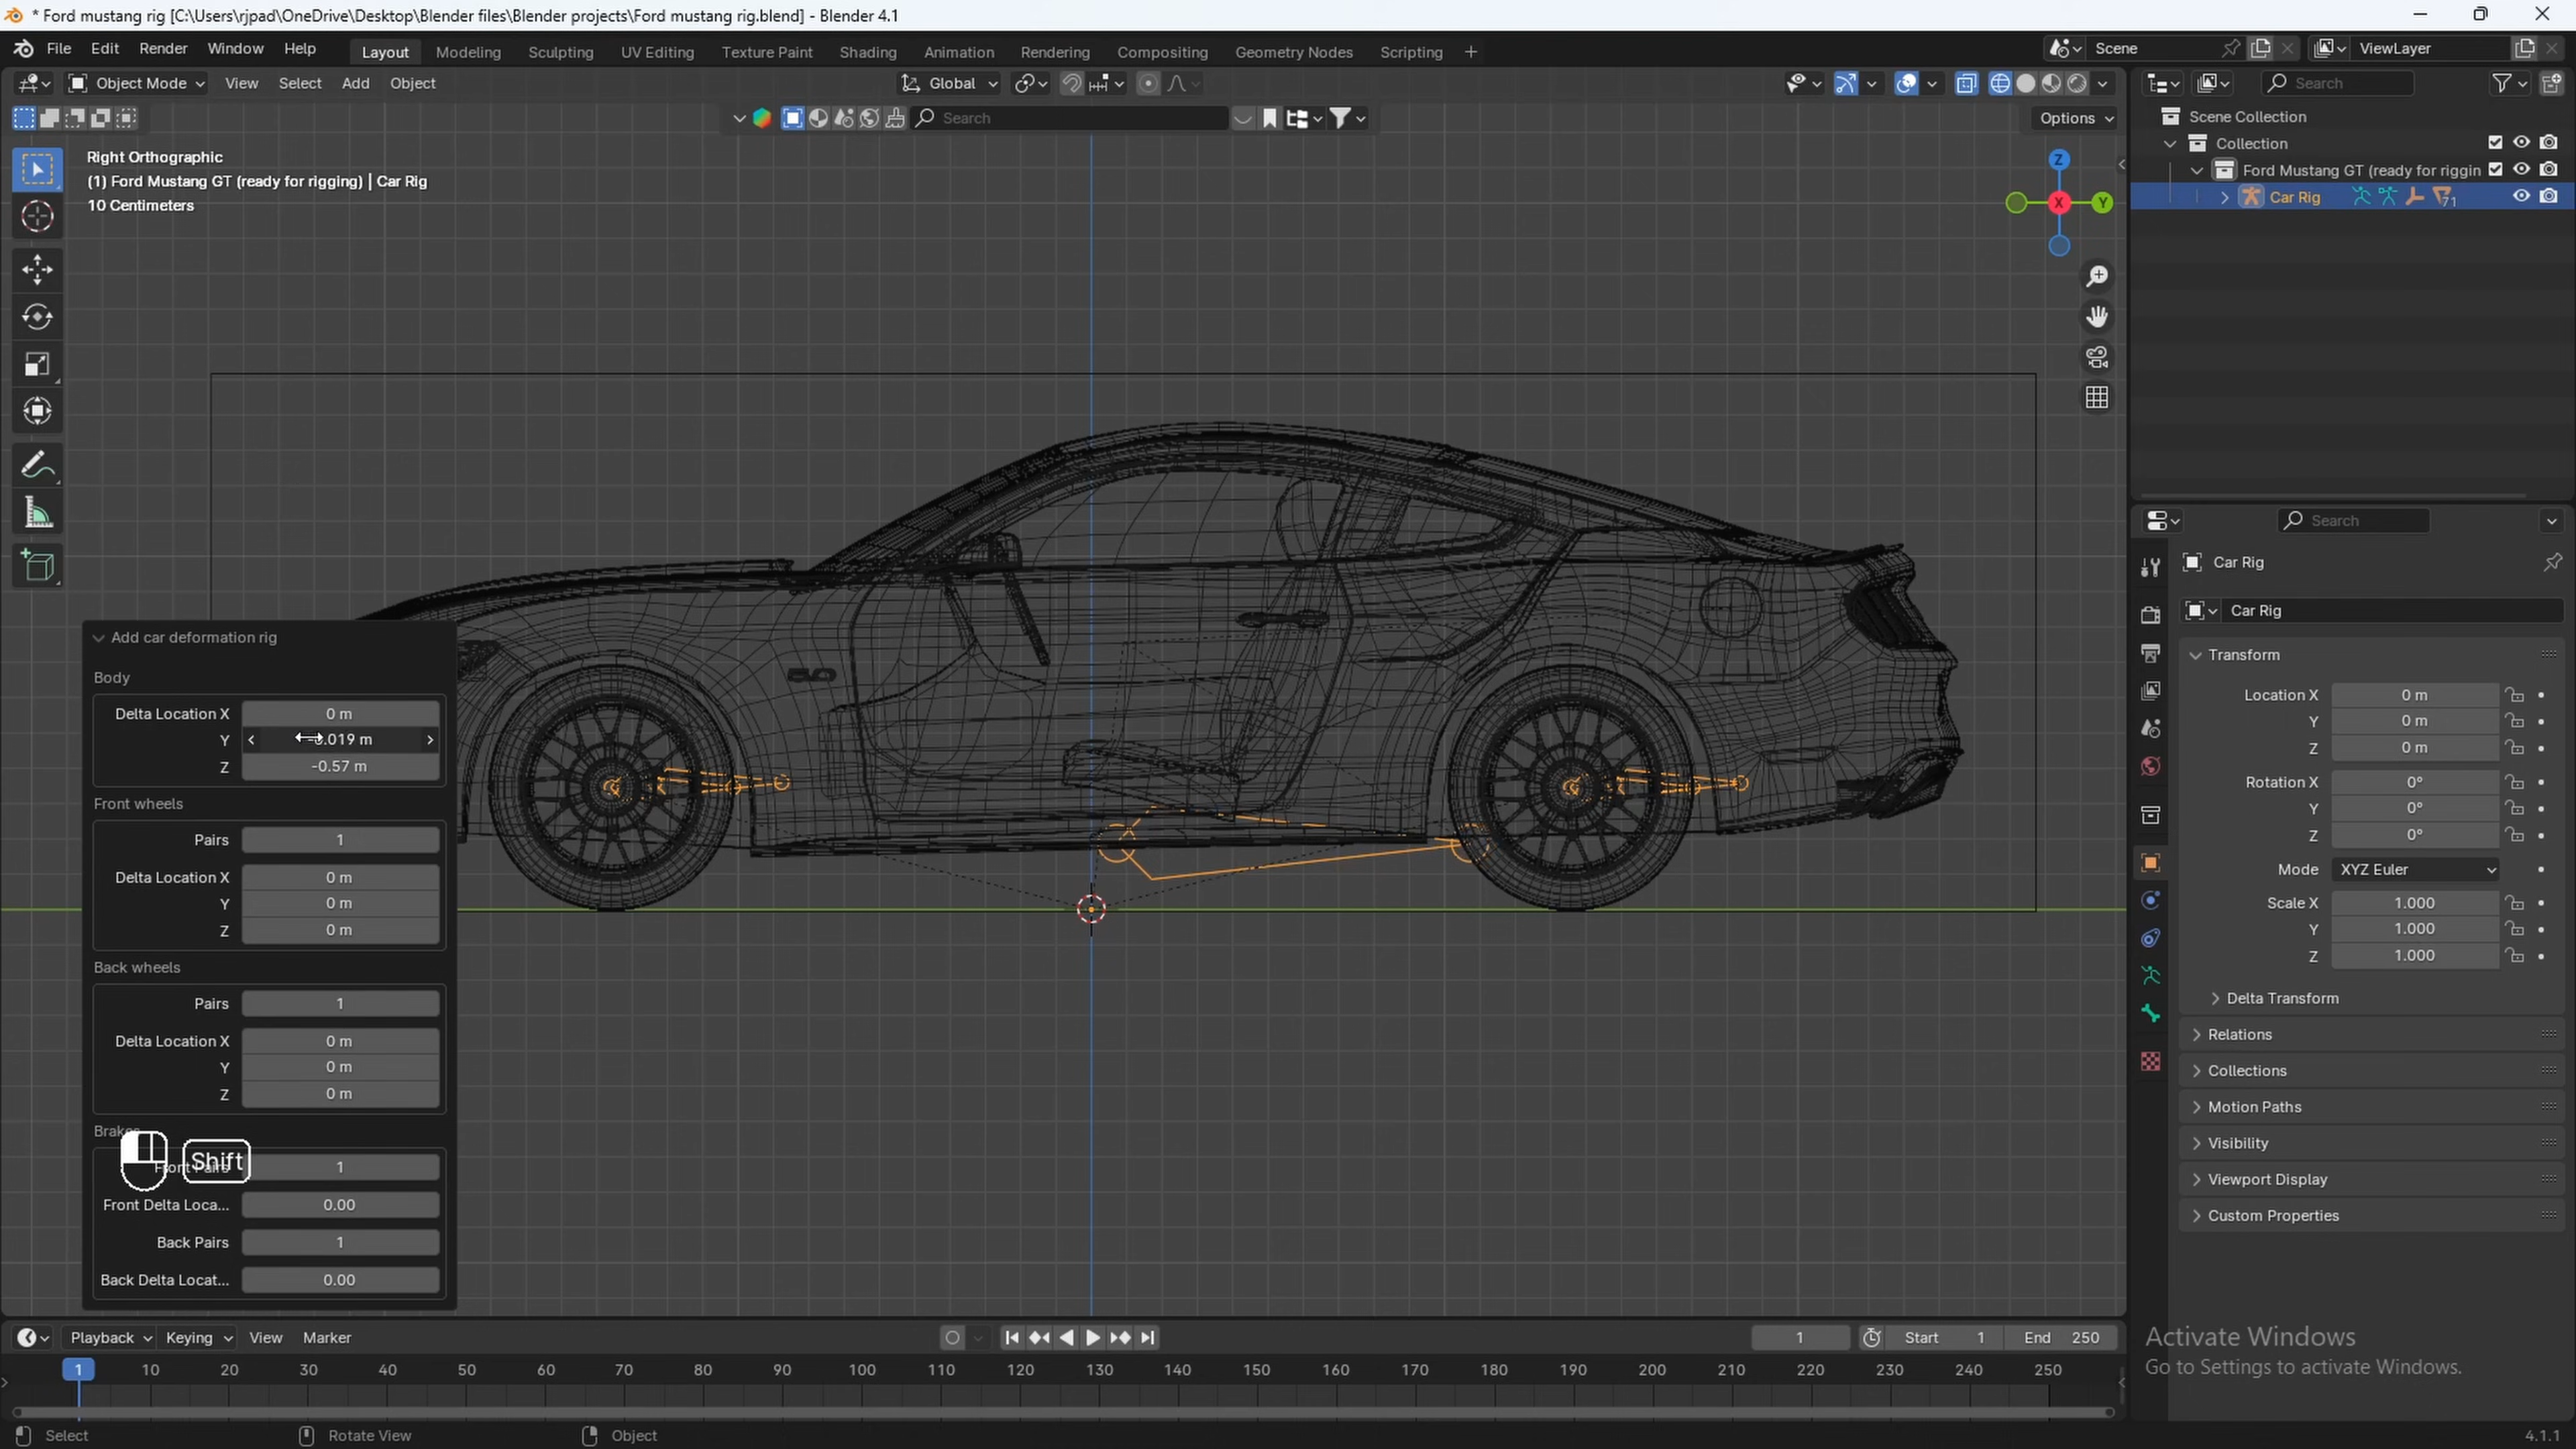 * Ford mustang rig [C:\Users\rjpad\OneDrive\Desktop\Blender files\Blender projects\Ford mustang rig.blend] - Blender 4.1
File Edit Render Window Help Layout Modeling Sculpting UV Editing Texture Paint Shading Animation Rendering Compositing Geometry Nodes Scripting + Scene ViewLayer
Object Mode View Select Add Object Global Search
Search Options
Right Orthographic
(1) Ford Mustang GT (ready for rigging) | Car Rig
10 Centimeters
Z
Y
X
Scene Collection
Collection
Ford Mustang GT (ready for riggin
Car Rig 71
5.0
Add car deformation rig
Body
Delta Location X 0 m
Y .019 m
Z -0.57 m
Front wheels
Pairs 1
Delta Location X 0 m
Y 0 m
Z 0 m
Back wheels
Pairs 1
Delta Location X 0 m
Y 0 m
Z 0 m
Shift
Front Pairs 1
Front Delta Loca... 0.00
Back Pairs 1
Back Delta Locat... 0.00
Search
Car Rig
Car Rig
Transform
Location X 0 m
Y 0 m
Z 0 m
Rotation X 0°
Y 0°
Z 0°
Mode XYZ Euler
Scale X 1.000
Y 1.000
Z 1.000
Delta Transform
Relations
Collections
Motion Paths
Visibility
Viewport Display
Custom Properties
Activate Windows
Go to Settings to activate Windows.
Playback Keying View Marker 1 Start 1 End 250
1 10 20 30 40 50 60 70 80 90 100 110 120 130 140 150 160 170 180 190 200 210 220 230 240 250
Select Rotate View Object 4.1.1